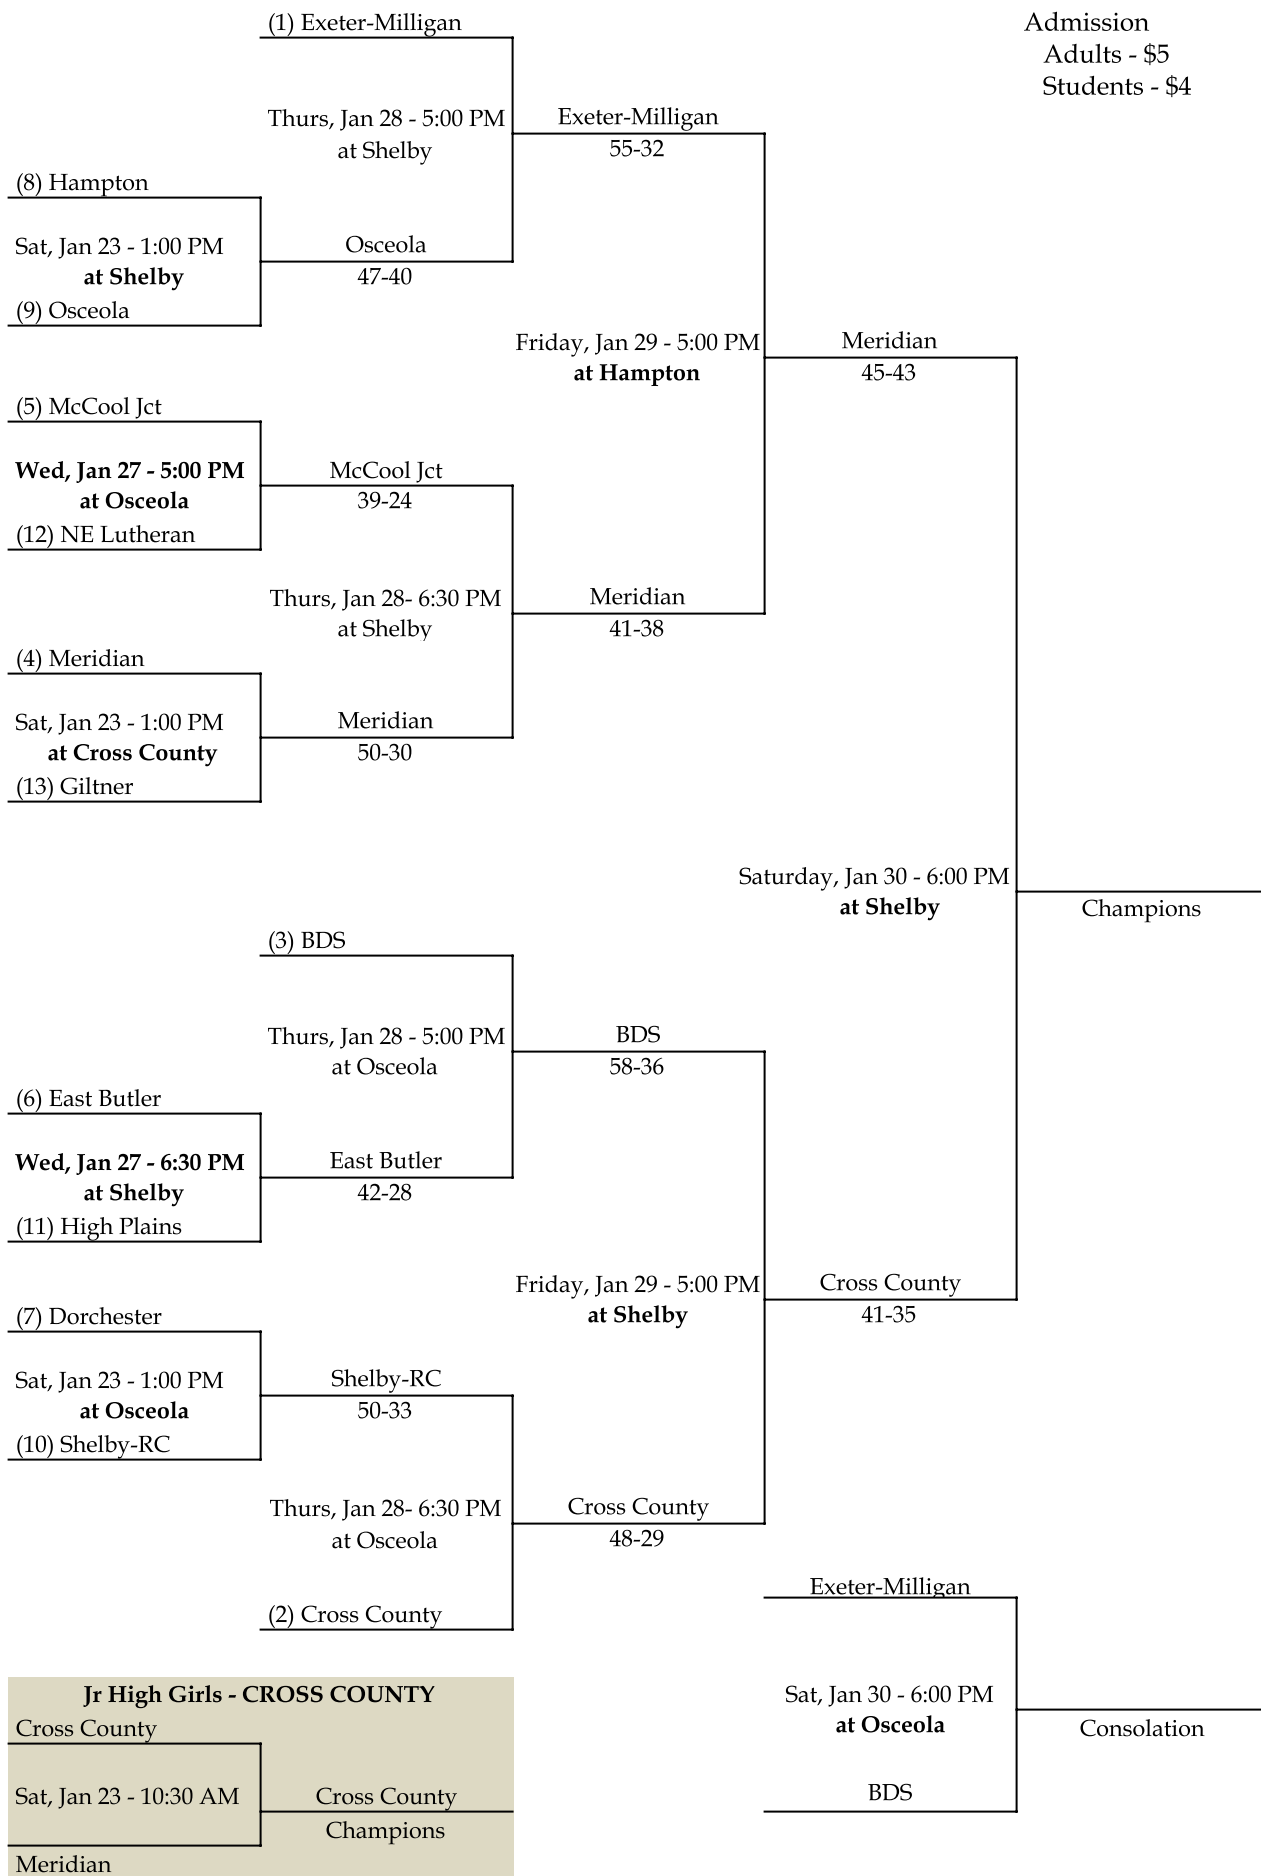 (1) Exeter-Milligan
Admission
Adults - $5
Students - $4
Thurs, Jan 28 - 5:00 PM
at Shelby
Exeter-Milligan
55-32
(8) Hampton
Sat, Jan 23 - 1:00 PM
at Shelby
Osceola
47-40
(9) Osceola
Friday, Jan 29 - 5:00 PM
at Hampton
Meridian
45-43
(5) McCool Jct
Wed, Jan 27 - 5:00 PM
at Osceola
McCool Jct
39-24
(12) NE Lutheran
Thurs, Jan 28- 6:30 PM
at Shelby
Meridian
41-38
(4) Meridian
Sat, Jan 23 - 1:00 PM
at Cross County
Meridian
50-30
(13) Giltner
Saturday, Jan 30 - 6:00 PM
at Shelby
Champions
(3) BDS
Thurs, Jan 28 - 5:00 PM
at Osceola
BDS
58-36
(6) East Butler
Wed, Jan 27 - 6:30 PM
at Shelby
East Butler
42-28
(11) High Plains
Friday, Jan 29 - 5:00 PM
at Shelby
Cross County
41-35
(7) Dorchester
Sat, Jan 23 - 1:00 PM
at Osceola
Shelby-RC
50-33
(10) Shelby-RC
Thurs, Jan 28- 6:30 PM
at Osceola
Cross County
48-29
(2) Cross County
Exeter-Milligan
Sat, Jan 30 - 6:00 PM
at Osceola
Consolation
BDS
Jr High Girls - CROSS COUNTY
Cross County
Sat, Jan 23 - 10:30 AM
Cross County
Champions
Meridian